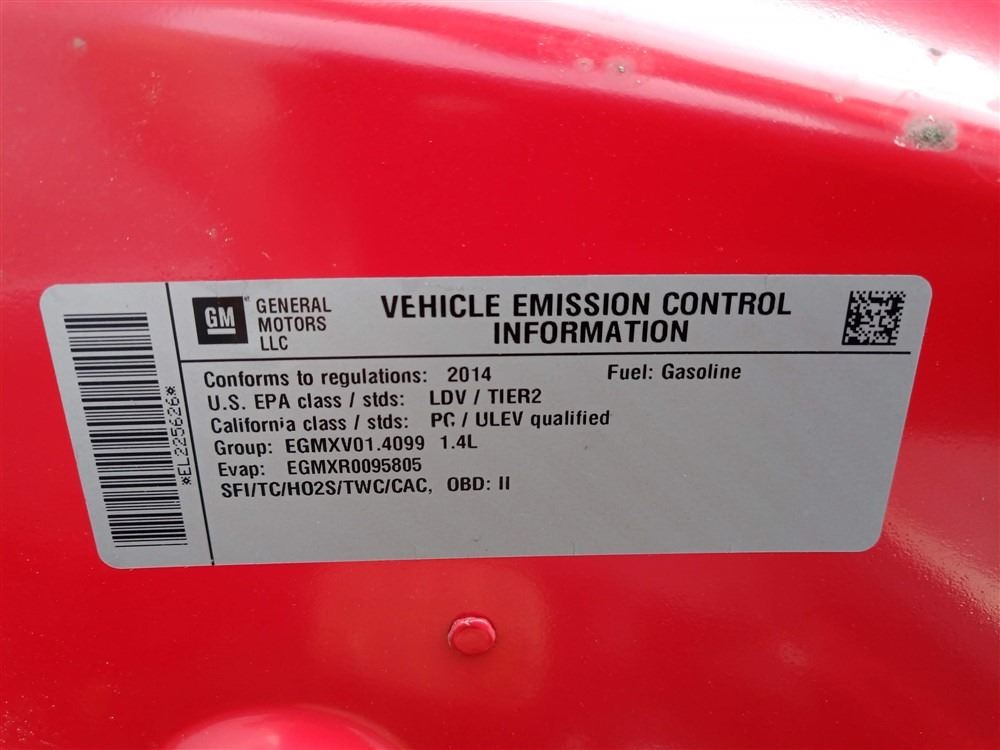 *EL225626*
GM
GENERAL
MOTORS
LLC
VEHICLE EMISSION CONTROL
INFORMATION
Conforms to regulations: 2014 Fuel: Gasoline
U.S. EPA class / stds: LDV / TIER2
California class / stds: PC / ULEV qualified
Group: EGMXV01.4099 1.4L
Evap: EGMXR0095805
SFI/TC/HO2S/TWC/CAC, OBD: II